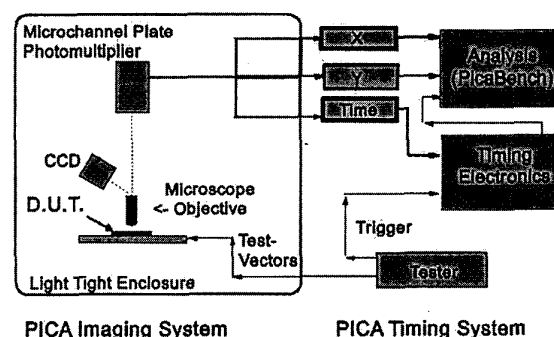 Microchannel Plate
Photomultiplier
X
Y
Time
Analysis
(PicaBench)
CCD
Microscope
<- Objective
D.U.T.
Timing
Electronics
Test-
Vectors
Trigger
Tester
Light Tight Enclosure
PICA Imaging System
PICA Timing System